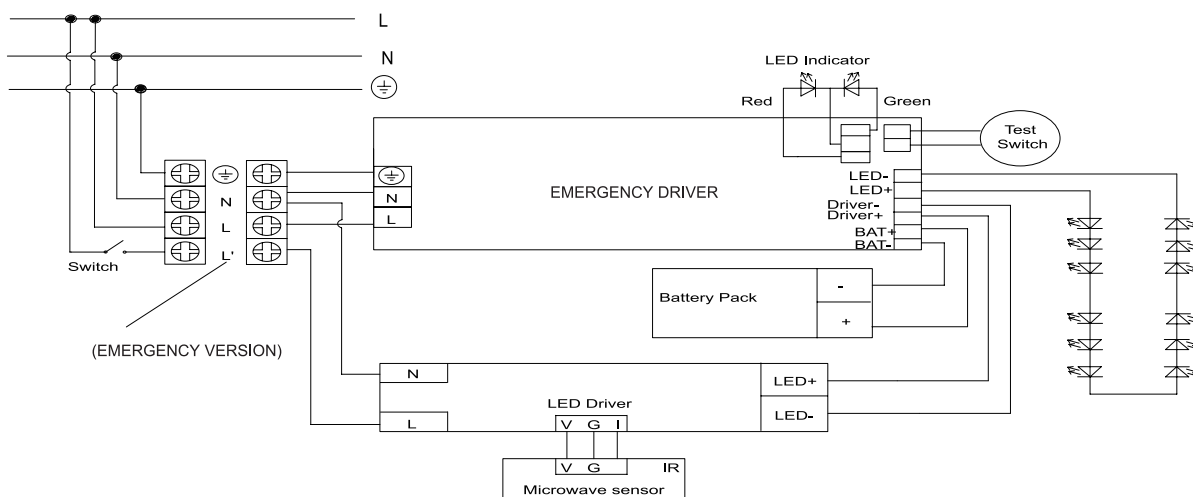 L
N
LED Indicator
Red
Green
Test
Switch
EMERGENCY DRIVER
N
L
LED-
LED+
Driver-
Driver+
BAT+
BAT-
N
L
L'
Switch
(EMERGENCY VERSION)
Battery Pack
-
+
N
L
LED Driver
V G I
LED+
LED-
V G
IR
Microwave sensor